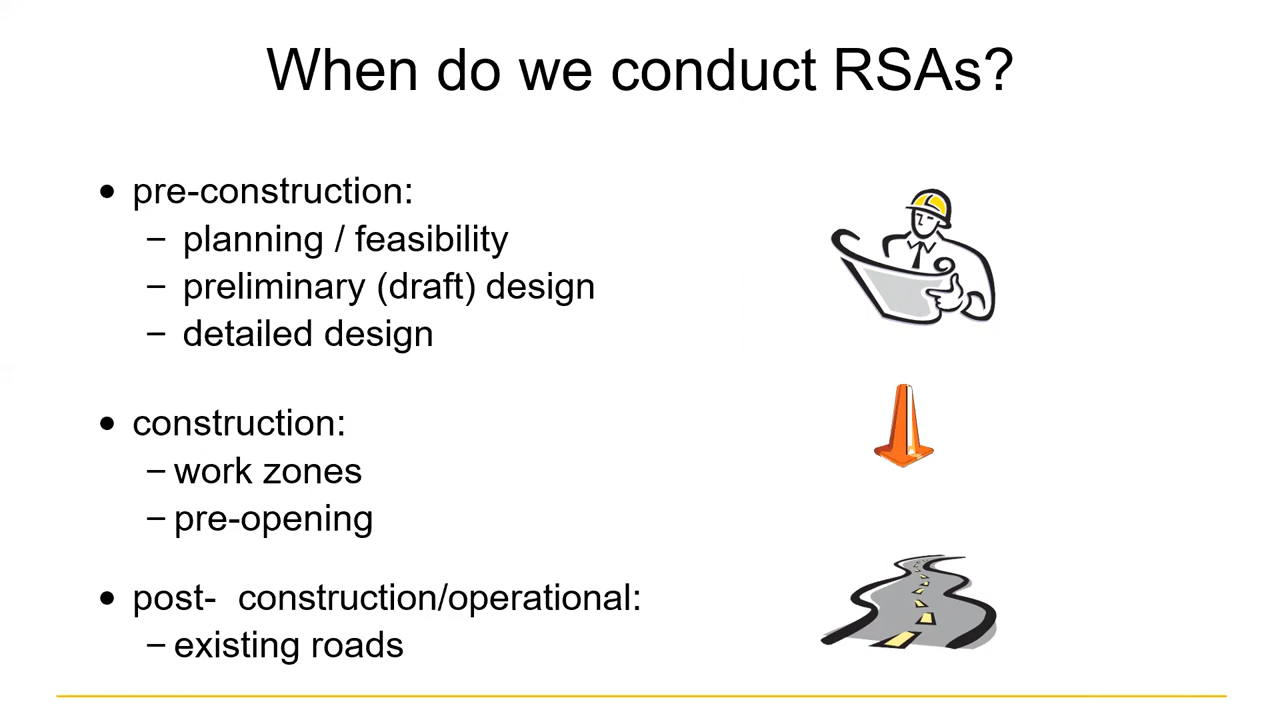 When do we conduct RSAs?
• pre-construction:
– planning / feasibility
– preliminary (draft) design
– detailed design
• construction:
– work zones
– pre-opening
• post- construction/operational:
– existing roads